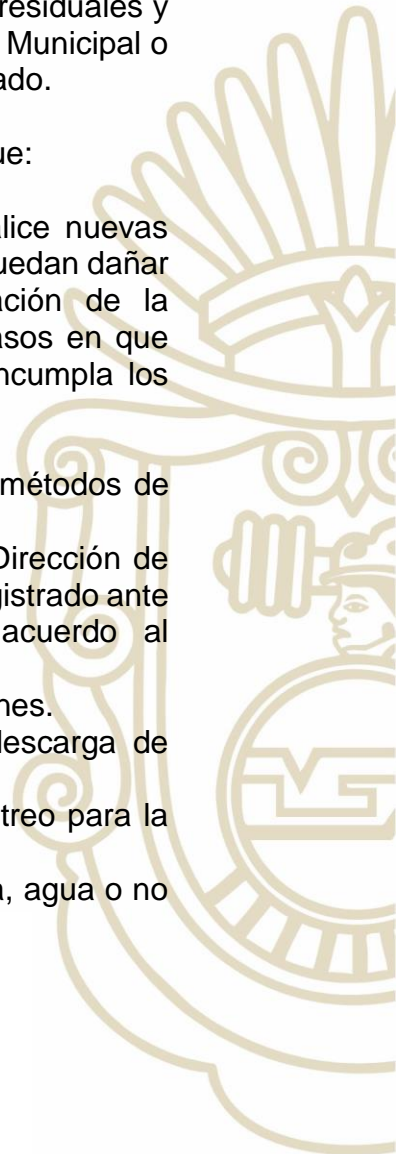 residuales y
Municipal o
ado.
ue:
alice nuevas
uedan dañar
ación de la
asos en que
ncumpla los
métodos de
Dirección de
gistrado ante
acuerdo al
nes.
descarga de
treo para la
a, agua o no